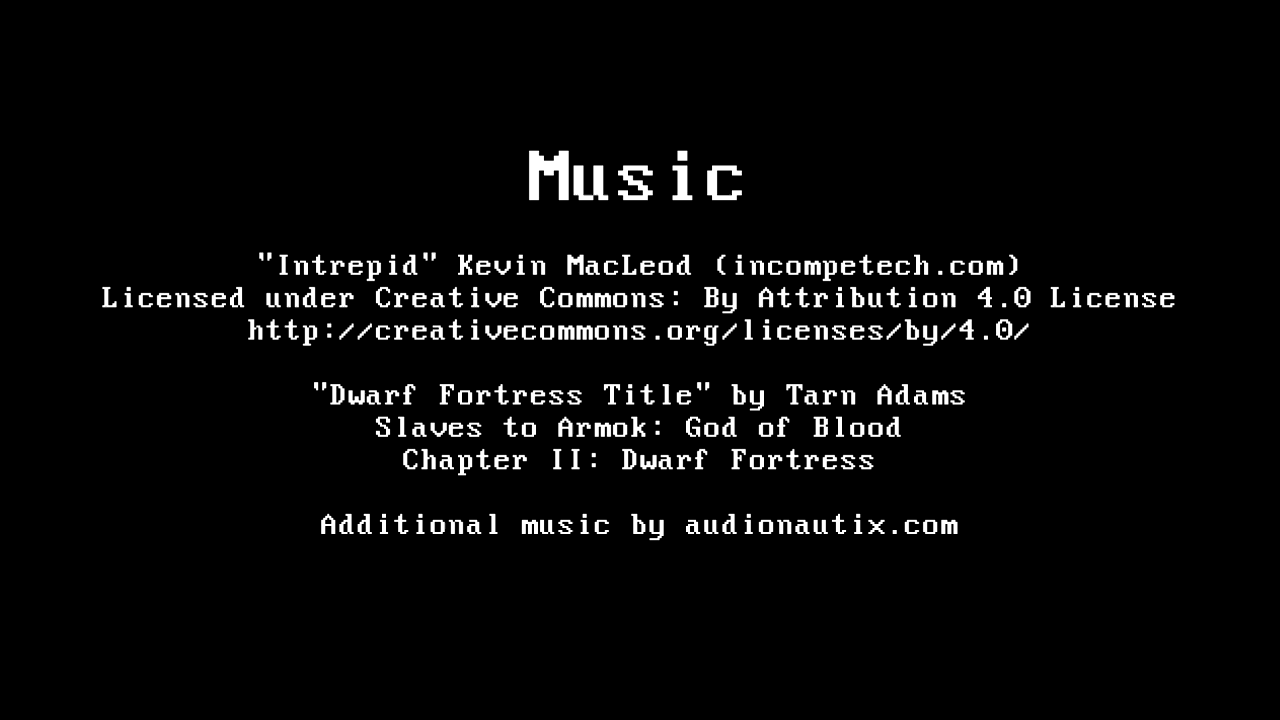 Music
"Intrepid" Kevin MacLeod (incompetech.com)
Licensed under Creative Commons: By Attribution 4.0 License
http://creativecommons.org/licenses/by/4.0/
"Dwarf Fortress Title" by Tarn Adams
Slaves to Armok: God of Blood
Chapter II: Dwarf Fortress
Additional music by audionautix.com